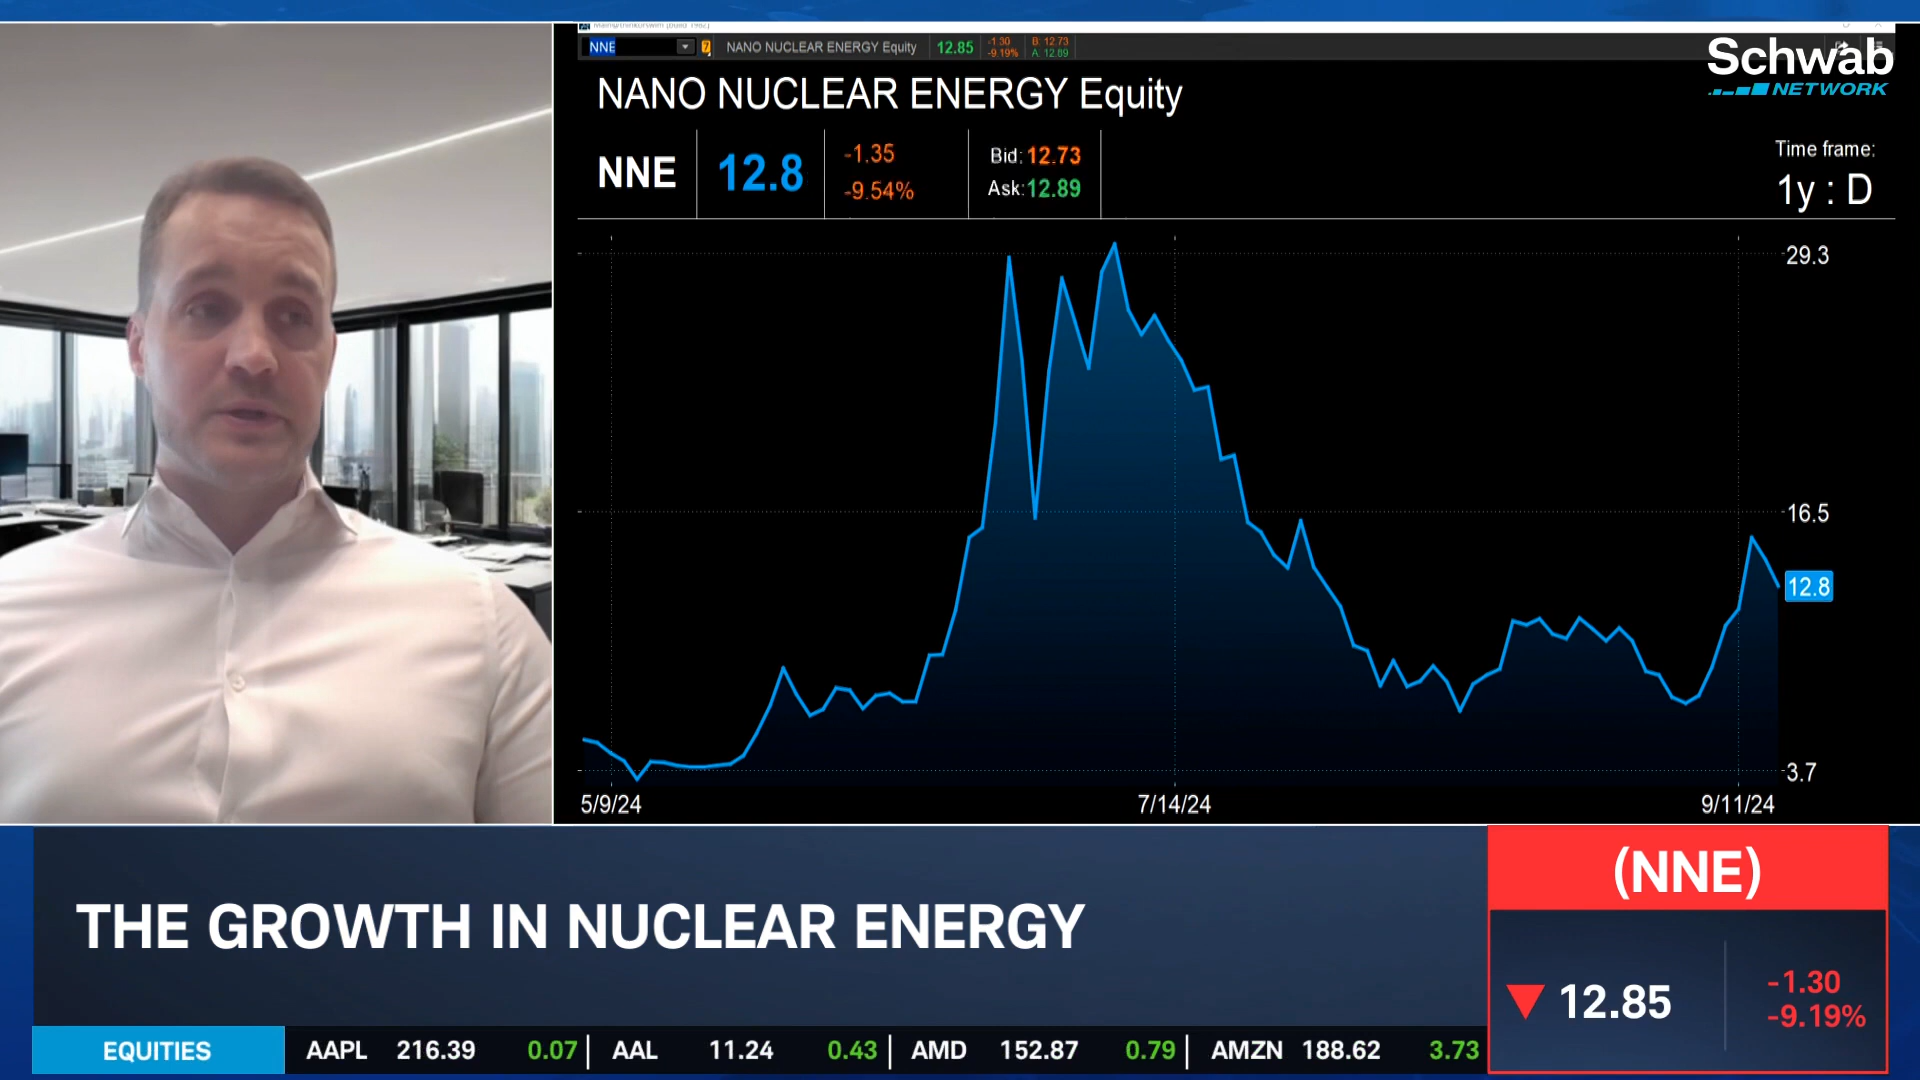 NNE
NANO NUCLEAR ENERGY Equity
12.85
-1.30
-9.19%
B: 12.73
A: 12.89
Schwab
NETWORK
NANO NUCLEAR ENERGY Equity
NNE
12.8
-1.35
-9.54%
Bid: 12.73
Ask: 12.89
Time frame:
1y : D
29.3
16.5
12.8
3.7
5/9/24
7/14/24
9/11/24
THE GROWTH IN NUCLEAR ENERGY
(NNE)
12.85
-1.30
-9.19%
EQUITIES
AAPL 216.39 0.07 | AAL 11.24 0.43 | AMD 152.87 0.79 | AMZN 188.62 3.73